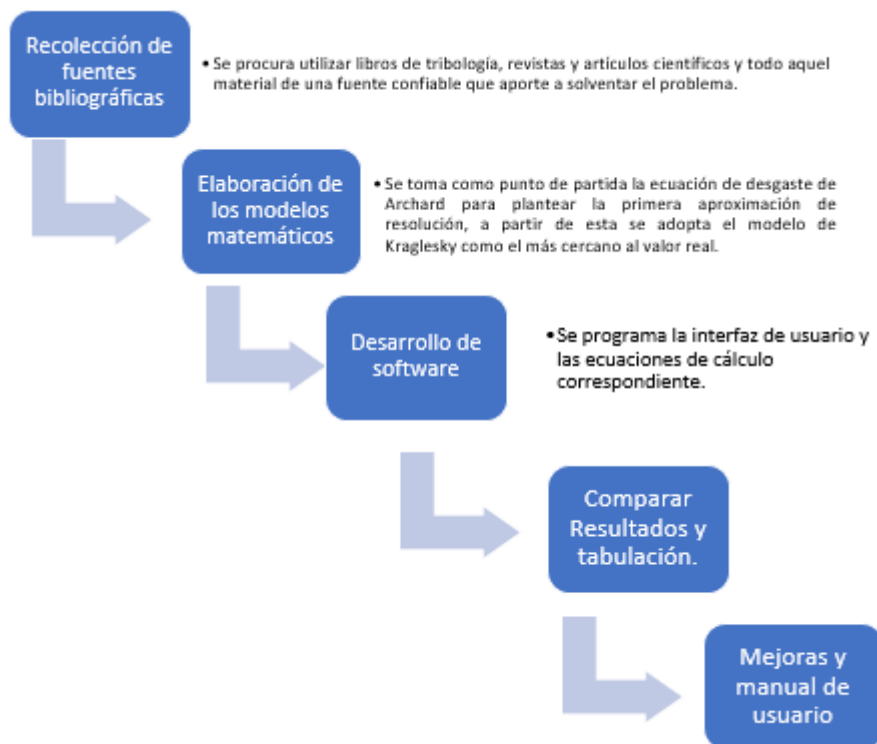 Recolección de
fuentes
bibliográficas
• Se procura utilizar libros de tribología, revistas y artículos científicos y todo aquel
material de una fuente confiable que aporte a solventar el problema.
Elaboración de
los modelos
matemáticos
• Se toma como punto de partida la ecuación de desgaste de
Archard para plantear la primera aproximación de
resolución, a partir de esta se adopta el modelo de
Kraglesky como el más cercano al valor real.
Desarrollo de
software
• Se programa la interfaz de usuario y
las ecuaciones de cálculo
correspondiente.
Comparar
Resultados y
tabulación.
Mejoras y
manual de
usuario